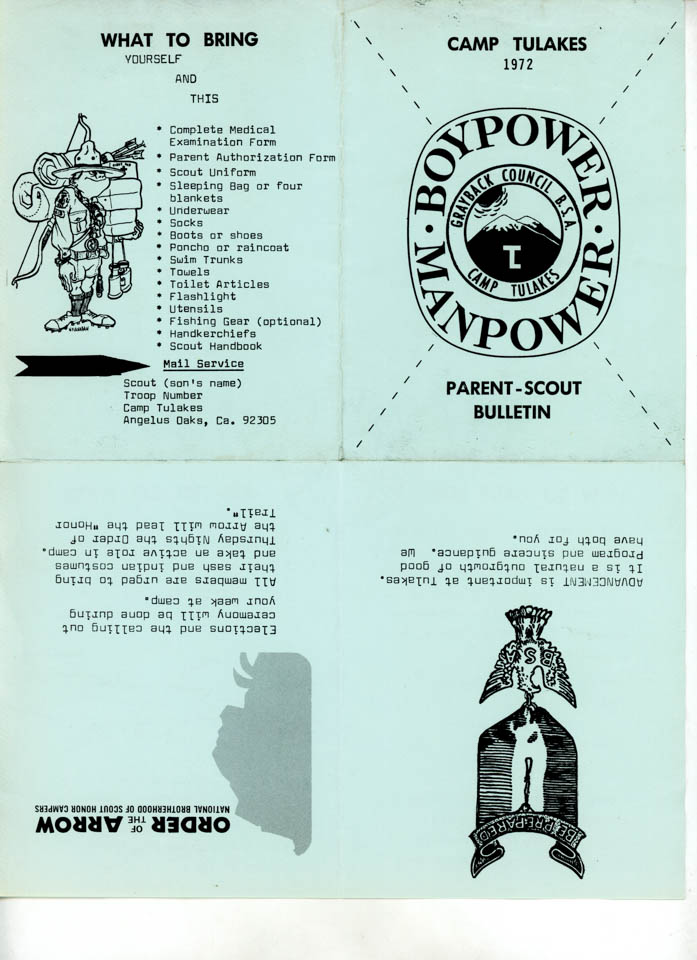 WHAT TO BRING
YOURSELF
AND
THIS
* Complete Medical
Examination Form
* Parent Authorization Form
* Scout Uniform
* Sleeping Bag or four
blankets
* Underwear
* Socks
* Boots or shoes
* Poncho or raincoat
* Swim Trunks
* Towels
* Toilet Articles
* Flashlight
* Utensils
* Fishing Gear (optional)
* Handkerchiefs
* Scout Handbook
Mail Service
Scout (son's name)
Troop Number
Camp Tulakes
Angelus Oaks, Ca. 92305
CAMP TULAKES
1972
BOYPOWER
GRAYBACK COUNCIL B.S.A.
T
CAMP TULAKES
MANPOWER
PARENT-SCOUT
BULLETIN
ORDER OF THE ARROW
NATIONAL BROTHERHOOD OF SCOUT HONOR CAMPERS
Elections and the calling out
ceremony will be done during
your week at camp.
All members are urged to bring
their sash and indian costumes
and take an active role in camp.
Thursday Nights the Order of
the Arrow will lead the "Honor
Trail".
BE PREPARED
BSA
ADVANCEMENT is important at Tulakes.
It is a natural outgrowth of good
Program and sincere guidance. We
have both for you.